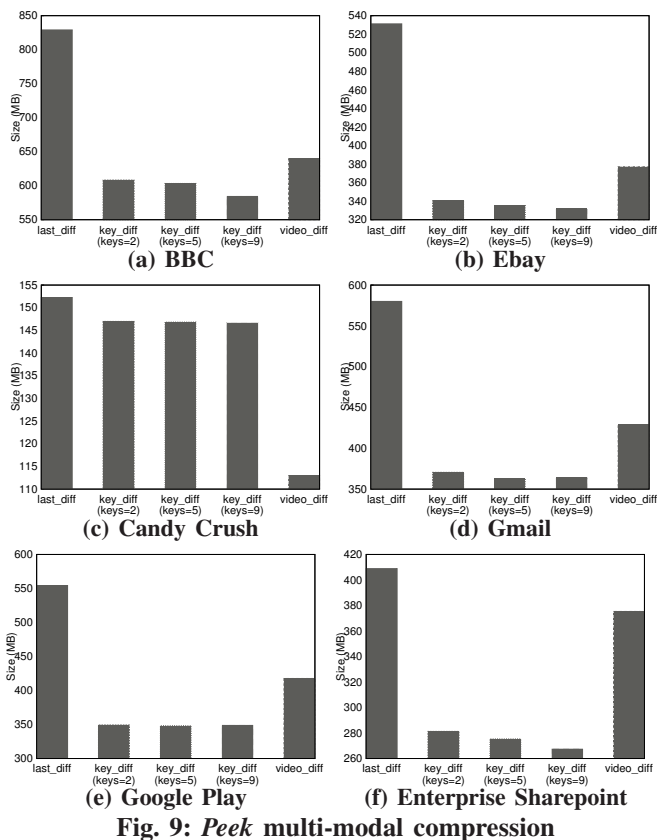 850
800
750
700
650
600
550
Size (MB)
last_diff key_diff key_diff key_diff video_diff
(keys=2) (keys=5) (keys=9)
(a) BBC
540
520
500
480
460
440
420
400
380
360
340
320
Size (MB)
last_diff key_diff key_diff key_diff video_diff
(keys=2) (keys=5) (keys=9)
(b) Ebay
155
150
145
140
135
130
125
120
115
110
Size (MB)
last_diff key_diff key_diff key_diff video_diff
(keys=2) (keys=5) (keys=9)
(c) Candy Crush
600
550
500
450
400
350
Size (MB)
last_diff key_diff key_diff key_diff video_diff
(keys=2) (keys=5) (keys=9)
(d) Gmail
600
550
500
450
400
350
300
Size (MB)
last_diff key_diff key_diff key_diff video_diff
(keys=2) (keys=5) (keys=9)
(e) Google Play
420
400
380
360
340
320
300
280
260
Size (MB)
last_diff key_diff key_diff key_diff video_diff
(keys=2) (keys=5) (keys=9)
(f) Enterprise Sharepoint
Fig. 9: Peek multi-modal compression